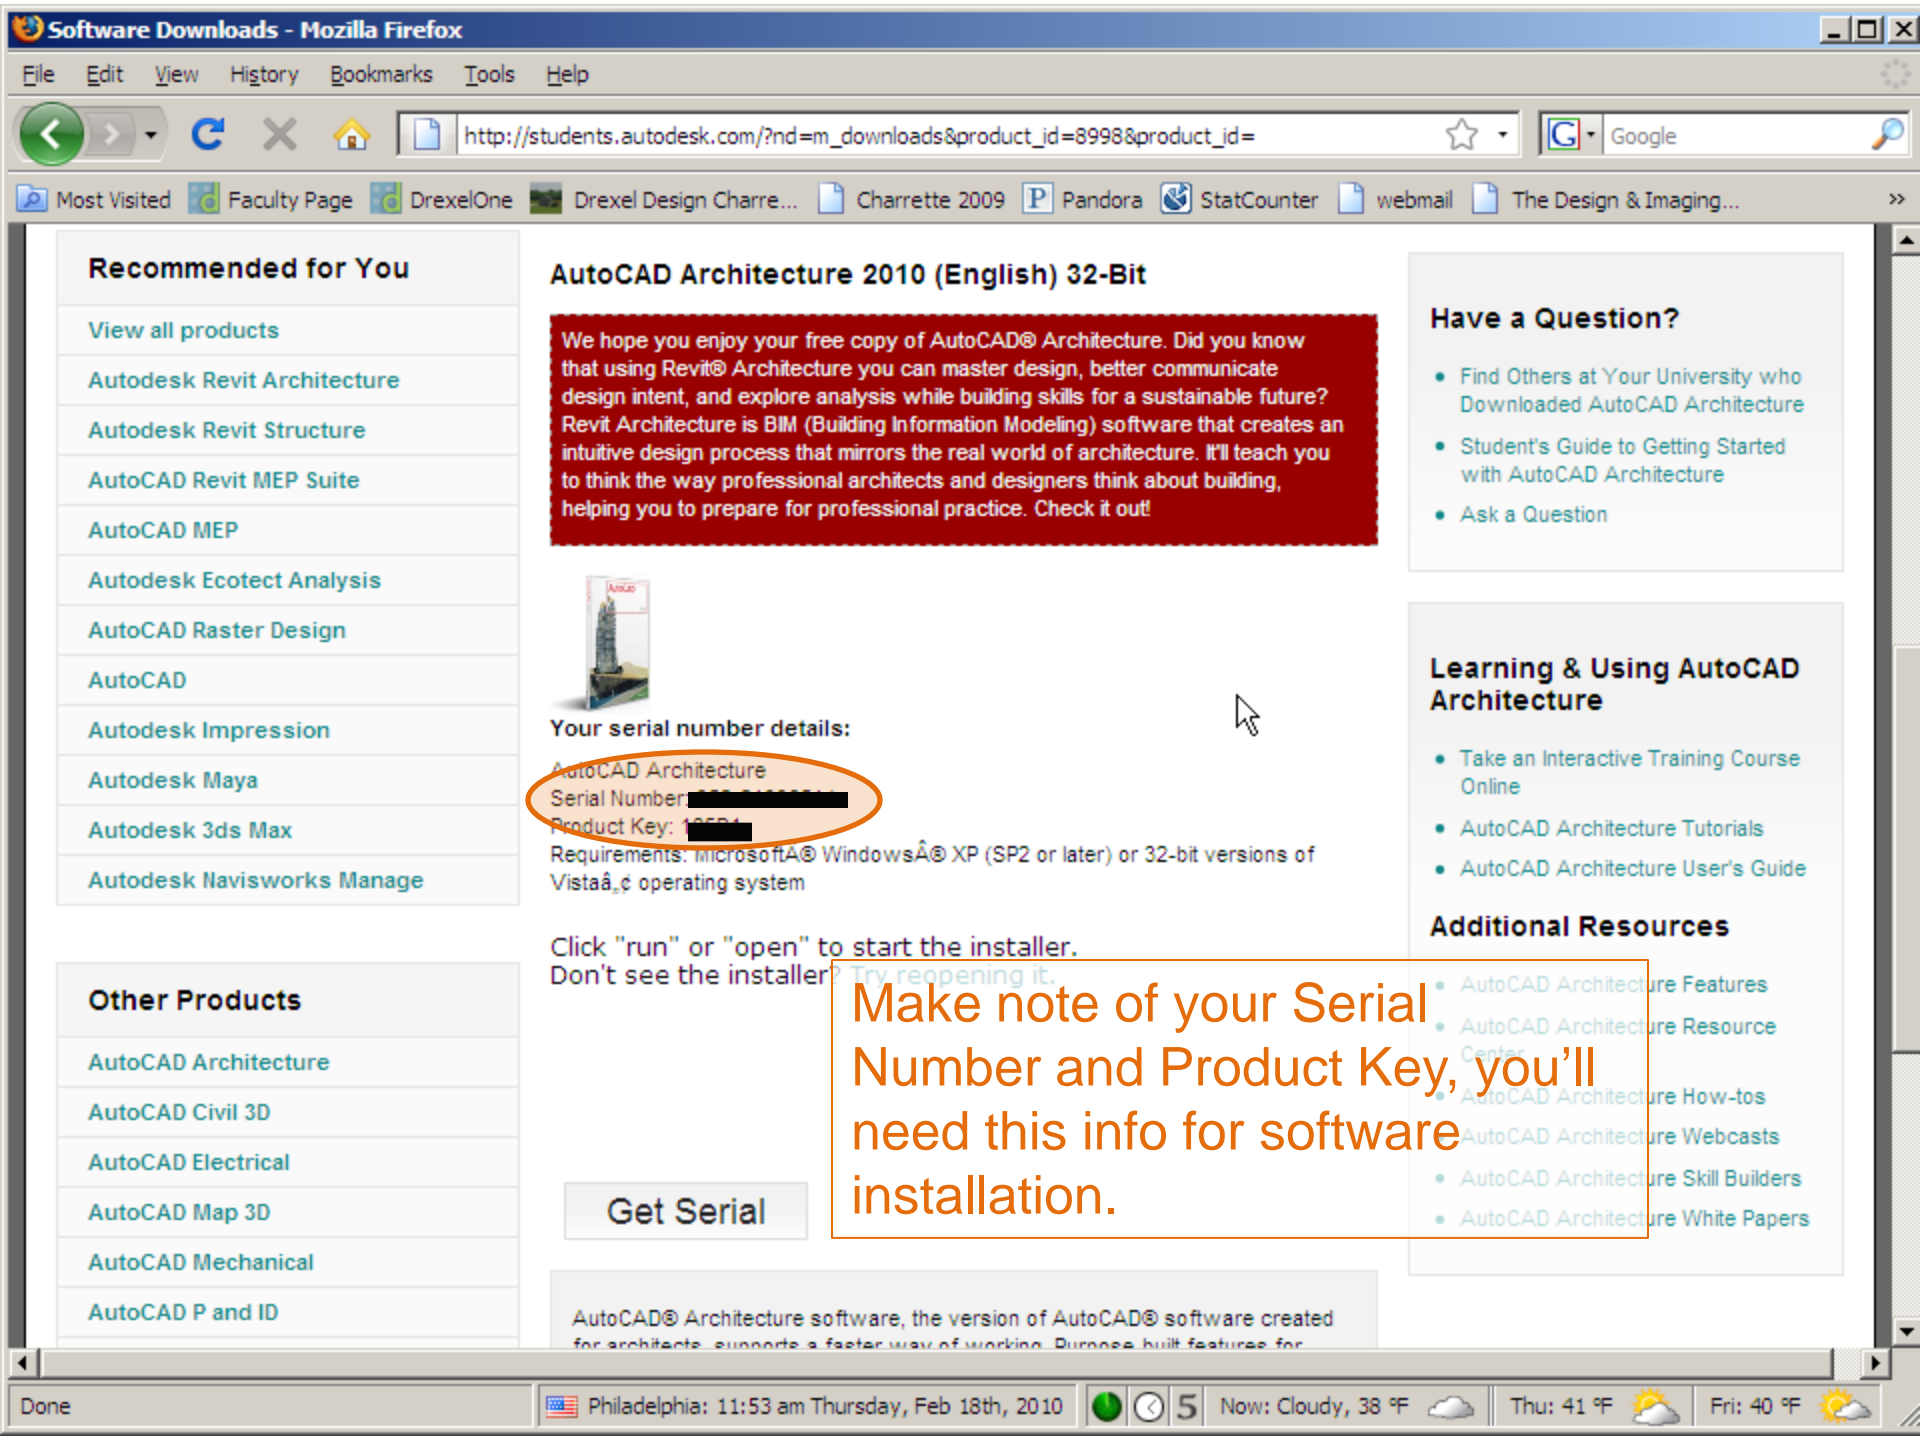 Software Downloads - Mozilla Firefox
File Edit View History Bookmarks Tools Help
http://students.autodesk.com/?nd=m_downloads&product_id=8998&product_id=
Google
Most Visited Faculty Page DrexelOne Drexel Design Charre... Charrette 2009 Pandora StatCounter webmail The Design & Imaging... »
Recommended for You
View all products
Autodesk Revit Architecture
Autodesk Revit Structure
AutoCAD Revit MEP Suite
AutoCAD MEP
Autodesk Ecotect Analysis
AutoCAD Raster Design
AutoCAD
Autodesk Impression
Autodesk Maya
Autodesk 3ds Max
Autodesk Navisworks Manage
Other Products
AutoCAD Architecture
AutoCAD Civil 3D
AutoCAD Electrical
AutoCAD Map 3D
AutoCAD Mechanical
AutoCAD P and ID
AutoCAD Architecture 2010 (English) 32-Bit
We hope you enjoy your free copy of AutoCAD® Architecture. Did you know
that using Revit® Architecture you can master design, better communicate
design intent, and explore analysis while building skills for a sustainable future?
Revit Architecture is BIM (Building Information Modeling) software that creates an
intuitive design process that mirrors the real world of architecture. It'll teach you
to think the way professional architects and designers think about building,
helping you to prepare for professional practice. Check it out!
AutoCAD
Your serial number details:
AutoCAD Architecture
Serial Number:
Product Key:
Requirements: MicrosoftÂ® WindowsÂ® XP (SP2 or later) or 32-bit versions of
Vistaâ„¢ operating system
Click "run" or "open" to start the installer.
Don't see the installer? Try reopening it.
Make note of your Serial
Number and Product Key, you'll
need this info for software
installation.
Get Serial
AutoCAD® Architecture software, the version of AutoCAD® software created
for architects, supports a faster way of working. Purpose built features for
Have a Question?
Find Others at Your University who
Downloaded AutoCAD Architecture
Student's Guide to Getting Started
with AutoCAD Architecture
Ask a Question
Learning & Using AutoCAD
Architecture
Take an Interactive Training Course
Online
AutoCAD Architecture Tutorials
AutoCAD Architecture User's Guide
Additional Resources
AutoCAD Architecture Features
AutoCAD Architecture Resource
Center
AutoCAD Architecture How-tos
AutoCAD Architecture Webcasts
AutoCAD Architecture Skill Builders
AutoCAD Architecture White Papers
Done Philadelphia: 11:53 am Thursday, Feb 18th, 2010 5 Now: Cloudy, 38 °F Thu: 41 °F Fri: 40 °F